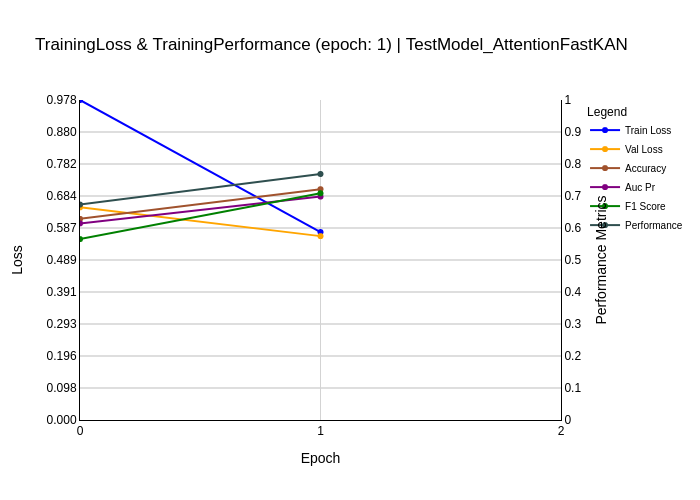 TrainingLoss & TrainingPerformance (epoch: 1) | TestModel_AttentionFastKAN
0.978
0.880
0.782
0.684
0.587
0.489
0.391
0.293
0.196
0.098
0.000
Loss
0
1
2
Epoch
1
0.9
0.8
0.7
0.6
0.5
0.4
0.3
0.2
0.1
0
Performance Metrics
Legend
Train Loss
Val Loss
Accuracy
Auc Pr
F1 Score
Performance